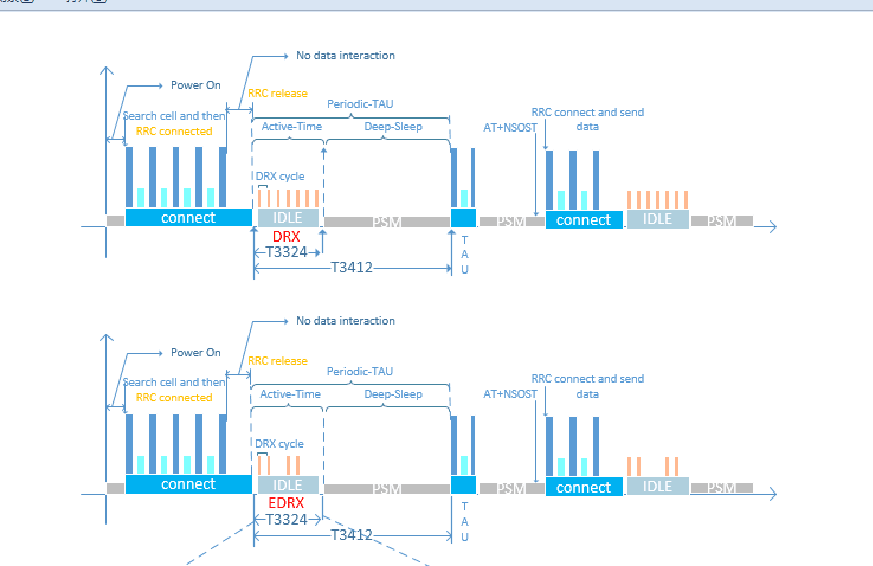 No data interaction
Power On
RRC release
Periodic-TAU
Search cell and then
RRC connected
Active-Time
Deep-Sleep
AT+NSOST
RRC connect and send
data
DRX cycle
connect
IDLE
PSM
PSM
connect
IDLE
PSM
DRX
T3324
T3412
T
A
U
No data interaction
Power On
RRC release
Periodic-TAU
Search cell and then
RRC connected
Active-Time
Deep-Sleep
AT+NSOST
RRC connect and send
data
DRX cycle
connect
IDLE
PSM
PSM
connect
IDLE
PSM
EDRX
T3324
T3412
T
A
U